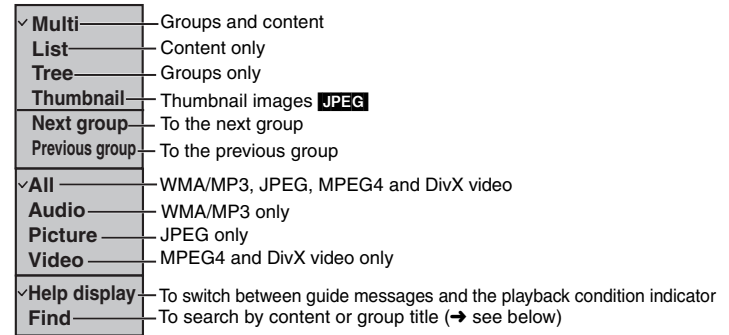 ✓ Multi Groups and content
List Content only
Tree Groups only
Thumbnail Thumbnail images JPEG
Next group To the next group
Previous group To the previous group
✓ All WMA/MP3, JPEG, MPEG4 and DivX video
Audio WMA/MP3 only
Picture JPEG only
Video MPEG4 and DivX video only
✓ Help display To switch between guide messages and the playback condition indicator
Find To search by content or group title (➜ see below)